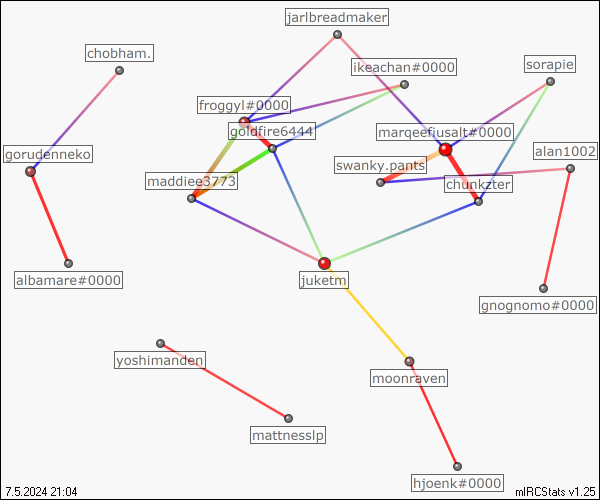 jarlbreadmaker
chobham.
ikeachan#0000
sorapie
froggyl#0000
goldfire6444
marqeefiusalt#0000
gorudenneko
swanky.pants
alan1002
maddiee3773
chunkzter
albamare#0000
juketm
gnognomo#0000
yoshimanden
moonraven
mattnesslp
hjoenk#0000
7.5.2024 21:04
mIRCStats v1.25